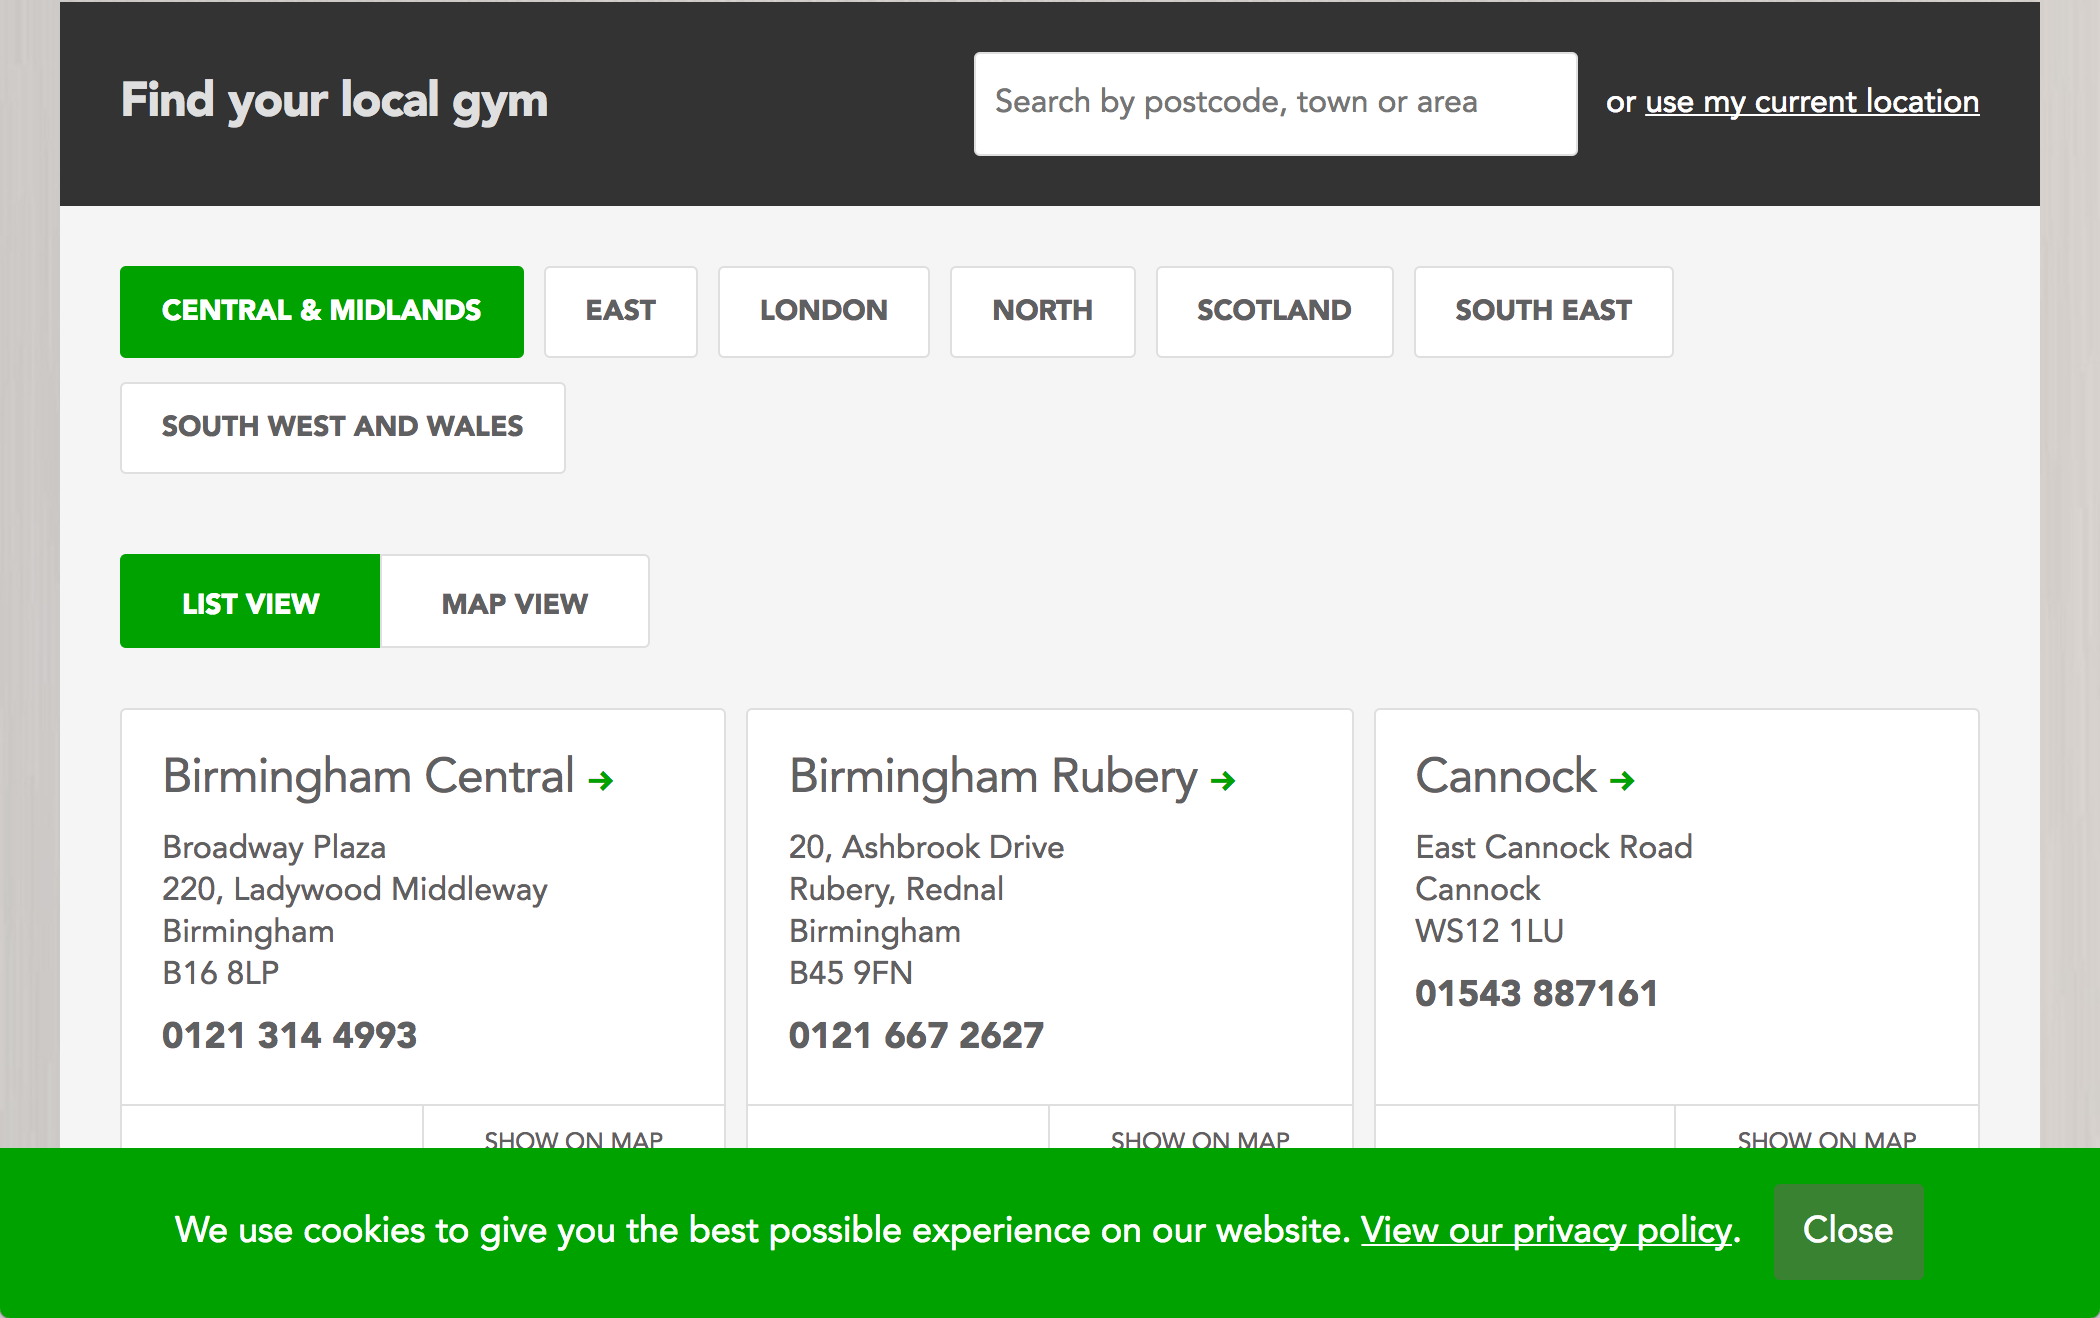 Find your local gym
Search by postcode, town or area
or use my current location
CENTRAL & MIDLANDS
EAST
LONDON
NORTH
SCOTLAND
SOUTH EAST
SOUTH WEST AND WALES
LIST VIEW
MAP VIEW
Birmingham Central →
Broadway Plaza
220, Ladywood Middleway
Birmingham
B16 8LP
0121 314 4993
SHOW ON MAP
Birmingham Rubery →
20, Ashbrook Drive
Rubery, Rednal
Birmingham
B45 9FN
0121 667 2627
SHOW ON MAP
Cannock →
East Cannock Road
Cannock
WS12 1LU
01543 887161
SHOW ON MAP
We use cookies to give you the best possible experience on our website. View our privacy policy.
Close